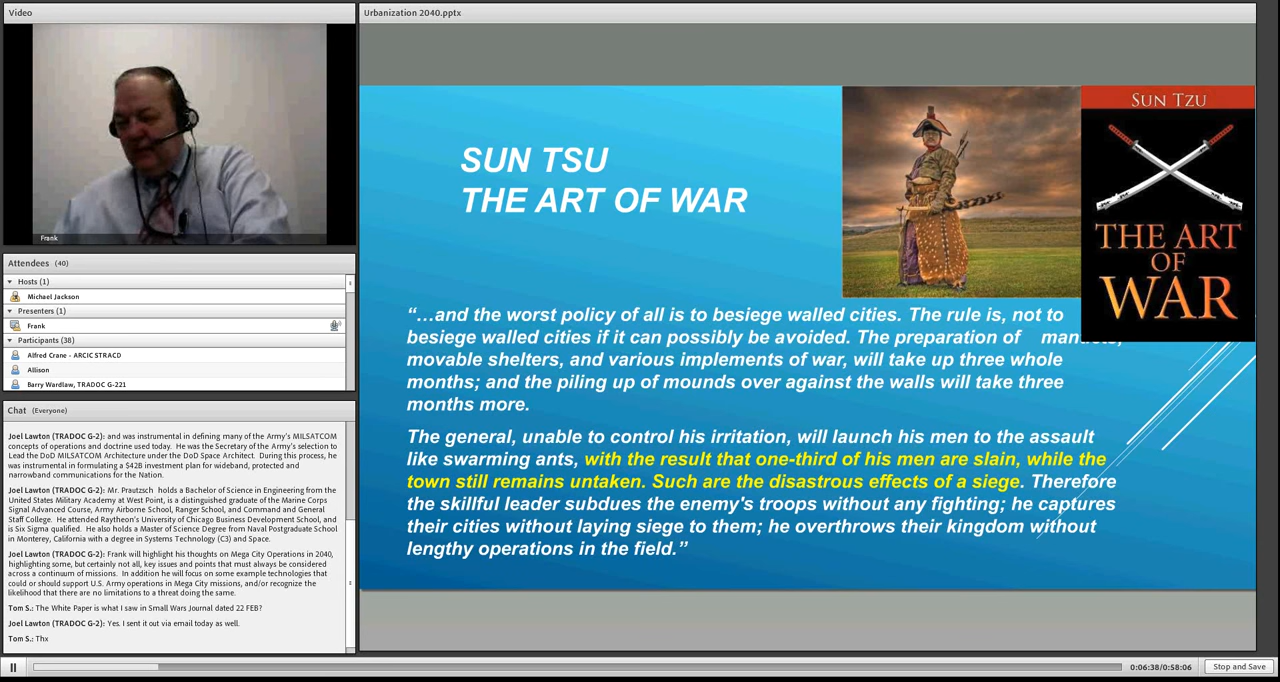 Video
Frank
Attendees (40)
Hosts (1)
Michael Jackson
Presenters (1)
Frank
Participants (38)
Alfred Crane - ARCIC STRACD
Allison
Barry Wardlaw, TRADOC G-221
Chat (Everyone)
Joel Lawton (TRADOC G-2): and was instrumental in defining many of the Army's MILSATCOM
concepts of operations and doctrine used today. He was the Secretary of the Army's selection to
Lead the DoD MILSATCOM Architecture under the DoD Space Architect. During this process, he
was instrumental in formulating a $42B investment plan for wideband, protected and
narrowband communications for the Nation.
Joel Lawton (TRADOC G-2): Mr. Prautzsch holds a Bachelor of Science in Engineering from the
United States Military Academy at West Point, is a distinguished graduate of the Marine Corps
Signal Advanced Course, Army Airborne School, Ranger School, and Command and General
Staff College. He attended Raytheon's University of Chicago Business Development School, and
is Six Sigma qualified. He also holds a Master of Science Degree from Naval Postgraduate School
in Monterey, California with a degree in Systems Technology (C3) and Space.
Joel Lawton (TRADOC G-2): Frank will highlight his thoughts on Mega City Operations in 2040,
highlighting some, but certainly not all, key issues and points that must always be considered
across a continuum of missions. In addition he will focus on some example technologies that
could or should support U.S. Army operations in Mega City missions, and/or recognize the
likelihood that there are no limitations to a threat doing the same.
Tom S.: The White Paper is what I saw in Small Wars Journal dated 22 FEB?
Joel Lawton (TRADOC G-2): Yes. I sent it out via email today as well.
Tom S.: Thx
Urbanization 2040.pptx
SUN TSU
THE ART OF WAR
SUN TZU
THE ART
OF
WAR
“…and the worst policy of all is to besiege walled cities. The rule is, not to
besiege walled cities if it can possibly be avoided. The preparation of
movable shelters, and various implements of war, will take up three whole
months; and the piling up of mounds over against the walls will take three
months more.
The general, unable to control his irritation, will launch his men to the assault
like swarming ants, with the result that one-third of his men are slain, while the
town still remains untaken. Such are the disastrous effects of a siege. Therefore
the skillful leader subdues the enemy's troops without any fighting; he captures
their cities without laying siege to them; he overthrows their kingdom without
lengthy operations in the field.”
0:06:38/0:58:06
Stop and Save